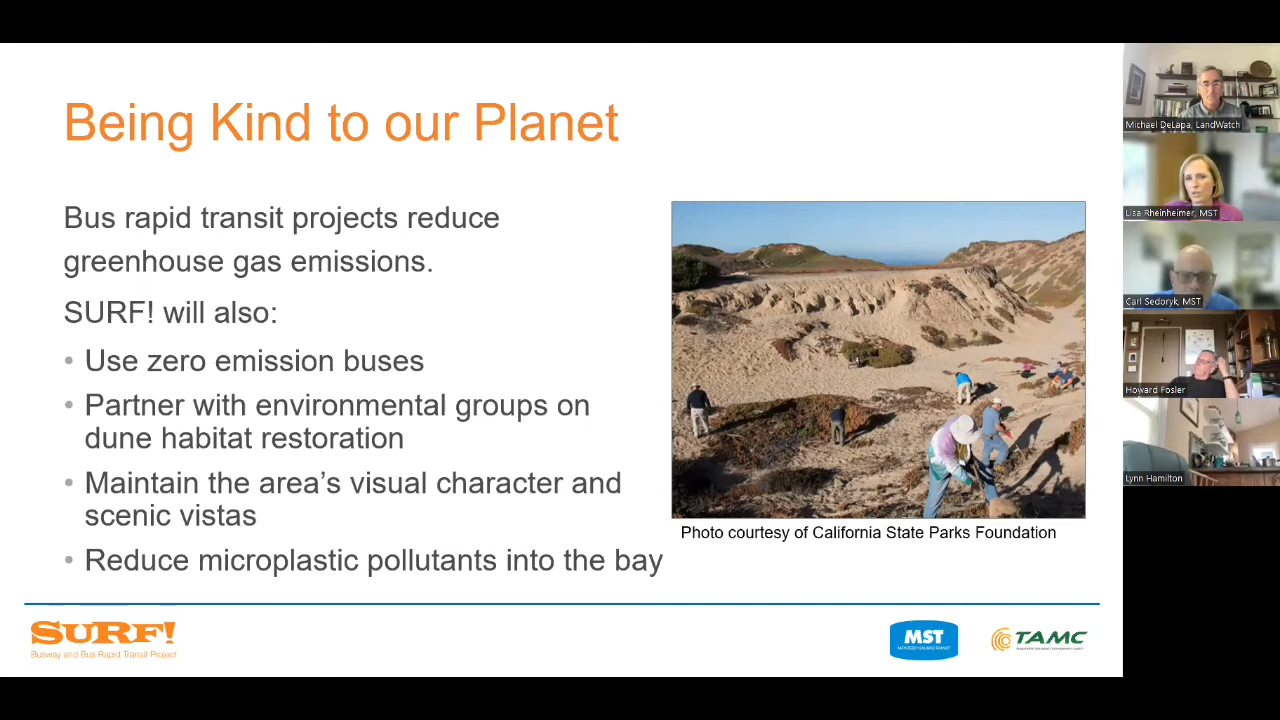 Being Kind to our Planet
Bus rapid transit projects reduce
greenhouse gas emissions.
SURF! will also:
• Use zero emission buses
• Partner with environmental groups on
dune habitat restoration
• Maintain the area’s visual character and
scenic vistas
• Reduce microplastic pollutants into the bay
Photo courtesy of California State Parks Foundation
SURF!
Busway and Bus Rapid Transit Project
MST
MONTEREY-SALINAS TRANSIT
TAMC
Michael DeLapa, LandWatch
Lisa Rheinheimer, MST
Carl Sedoryk, MST
Howard Fosler
Lynn Hamilton